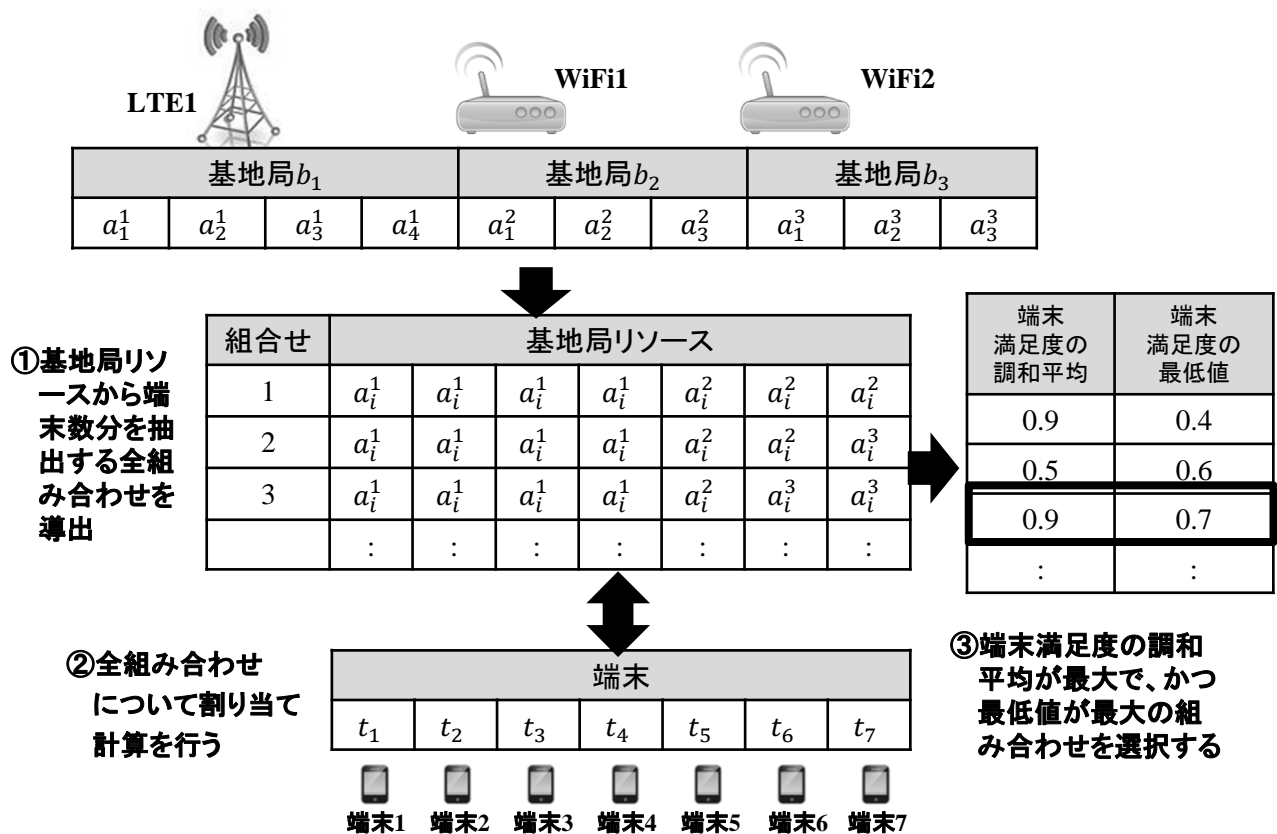 LTE1
WiFi1
WiFi2
基地局b₁ 基地局b₂ 基地局b₃
a₁¹ a₂¹ a₃¹ a₄¹ a₁² a₂² a₃² a₁³ a₂³ a₃³
①基地局リソ
ースから端
末数分を抽
出する全組
み合わせを
導出
組合せ 基地局リソース
1 aᵢ¹ aᵢ¹ aᵢ¹ aᵢ¹ aᵢ² aᵢ² aᵢ²
2 aᵢ¹ aᵢ¹ aᵢ¹ aᵢ¹ aᵢ² aᵢ² aᵢ³
3 aᵢ¹ aᵢ¹ aᵢ¹ aᵢ¹ aᵢ² aᵢ³ aᵢ³
: : : : : : :
端末
満足度の
調和平均
端末
満足度の
最低値
0.9 0.4
0.5 0.6
0.9 0.7
: :
②全組み合わせ
について割り当て
計算を行う
端末
t₁ t₂ t₃ t₄ t₅ t₆ t₇
端末1 端末2 端末3 端末4 端末5 端末6 端末7
③端末満足度の調和
平均が最大で、かつ
最低値が最大の組
み合わせを選択する